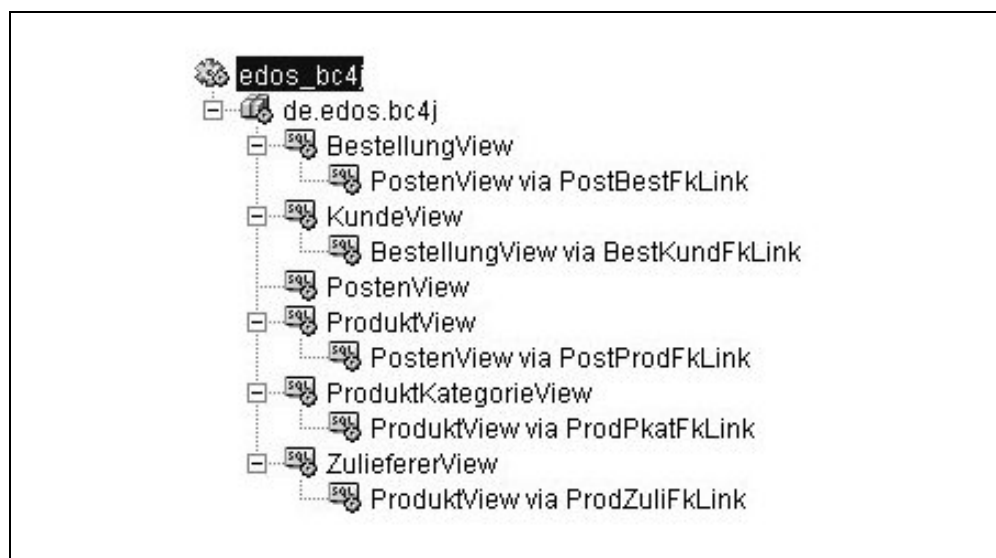 edos_bc4j
de.edos.bc4j
BestellungView
PostenView via PostBestFkLink
KundeView
BestellungView via BestKundFkLink
PostenView
ProduktView
PostenView via PostProdFkLink
ProduktKategorieView
ProduktView via ProdPkatFkLink
ZuliefererView
ProduktView via ProdZuliFkLink